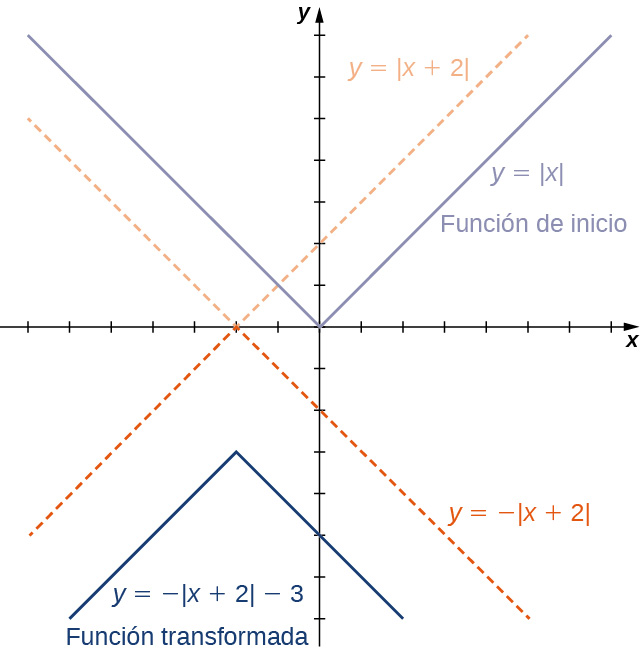 y
y = |x + 2|
y = |x|
Función de inicio
x
y = −|x + 2|
y = −|x + 2| − 3
Función transformada